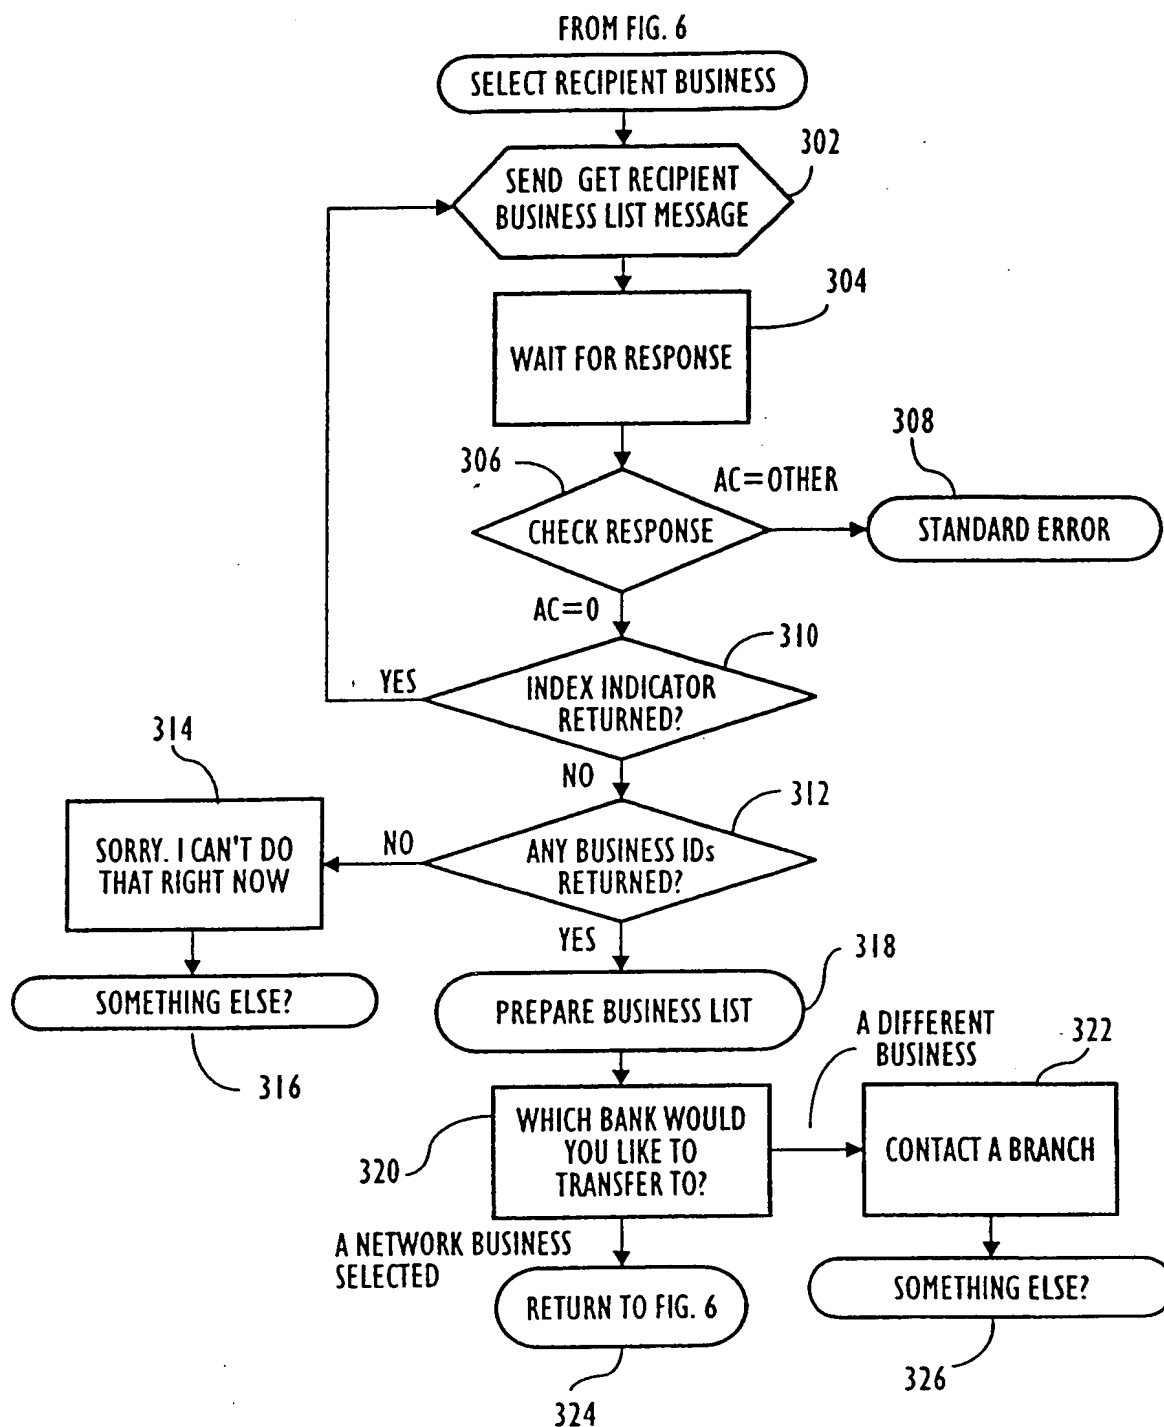 FROM FIG. 6
SELECT RECIPIENT BUSINESS
302
SEND GET RECIPIENT
BUSINESS LIST MESSAGE
304
WAIT FOR RESPONSE
306
AC=OTHER
308
CHECK RESPONSE
STANDARD ERROR
AC=0
310
YES
INDEX INDICATOR
RETURNED?
314
NO
312
SORRY. I CAN'T DO
THAT RIGHT NOW
NO
ANY BUSINESS IDs
RETURNED?
YES
318
SOMETHING ELSE?
PREPARE BUSINESS LIST
316
A DIFFERENT
BUSINESS
322
320
WHICH BANK WOULD
YOU LIKE TO
TRANSFER TO?
CONTACT A BRANCH
A NETWORK BUSINESS
SELECTED
RETURN TO FIG. 6
SOMETHING ELSE?
324
326